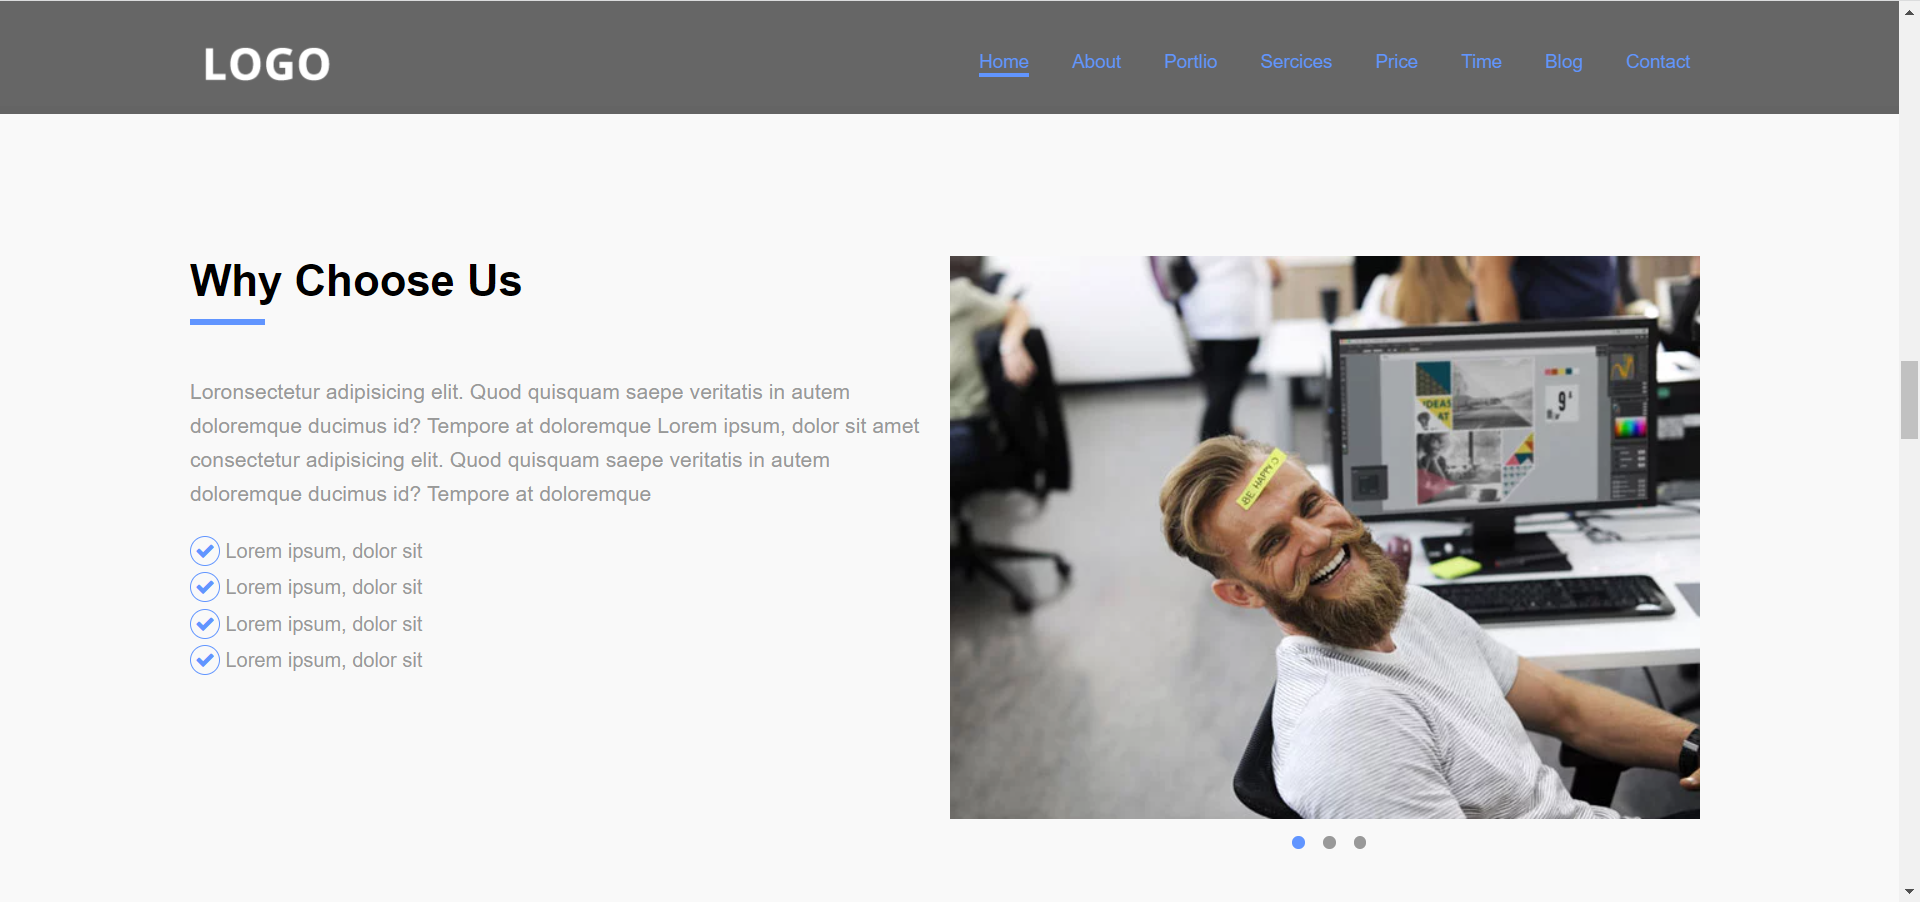 LOGO
Home About Portlio Sercices Price Time Blog Contact
Why Choose Us
Loronsectetur adipisicing elit. Quod quisquam saepe veritatis in autem
doloremque ducimus id? Tempore at doloremque Lorem ipsum, dolor sit amet
consectetur adipisicing elit. Quod quisquam saepe veritatis in autem
doloremque ducimus id? Tempore at doloremque
Lorem ipsum, dolor sit
Lorem ipsum, dolor sit
Lorem ipsum, dolor sit
Lorem ipsum, dolor sit
IDEAS
AT
9
BE HAPPY